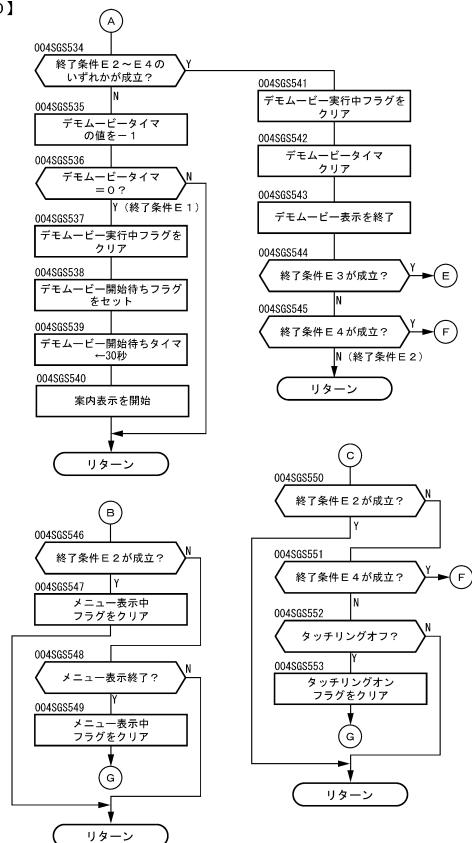 】
A
004SGS534
終了条件E2～E4の
いずれかが成立？
Y
N
004SGS535
デモムービータイマ
の値を－1
004SGS536
デモムービータイマ
＝0？
N
Y（終了条件E1）
004SGS537
デモムービー実行中フラグを
クリア
004SGS538
デモムービー開始待ちフラグ
をセット
004SGS539
デモムービー開始待ちタイマ
←30秒
004SGS540
案内表示を開始
リターン
004SGS541
デモムービー実行中フラグを
クリア
004SGS542
デモムービータイマ
クリア
004SGS543
デモムービー表示を終了
004SGS544
終了条件E3が成立？
Y
E
N
004SGS545
終了条件E4が成立？
Y
F
N（終了条件E2）
リターン
B
004SGS546
終了条件E2が成立？
N
Y
004SGS547
メニュー表示中
フラグをクリア
004SGS548
メニュー表示終了？
N
Y
004SGS549
メニュー表示中
フラグをクリア
G
リターン
C
004SGS550
終了条件E2が成立？
N
Y
004SGS551
終了条件E4が成立？
Y
F
N
004SGS552
タッチリングオフ？
N
Y
004SGS553
タッチリングオン
フラグをクリア
G
リターン